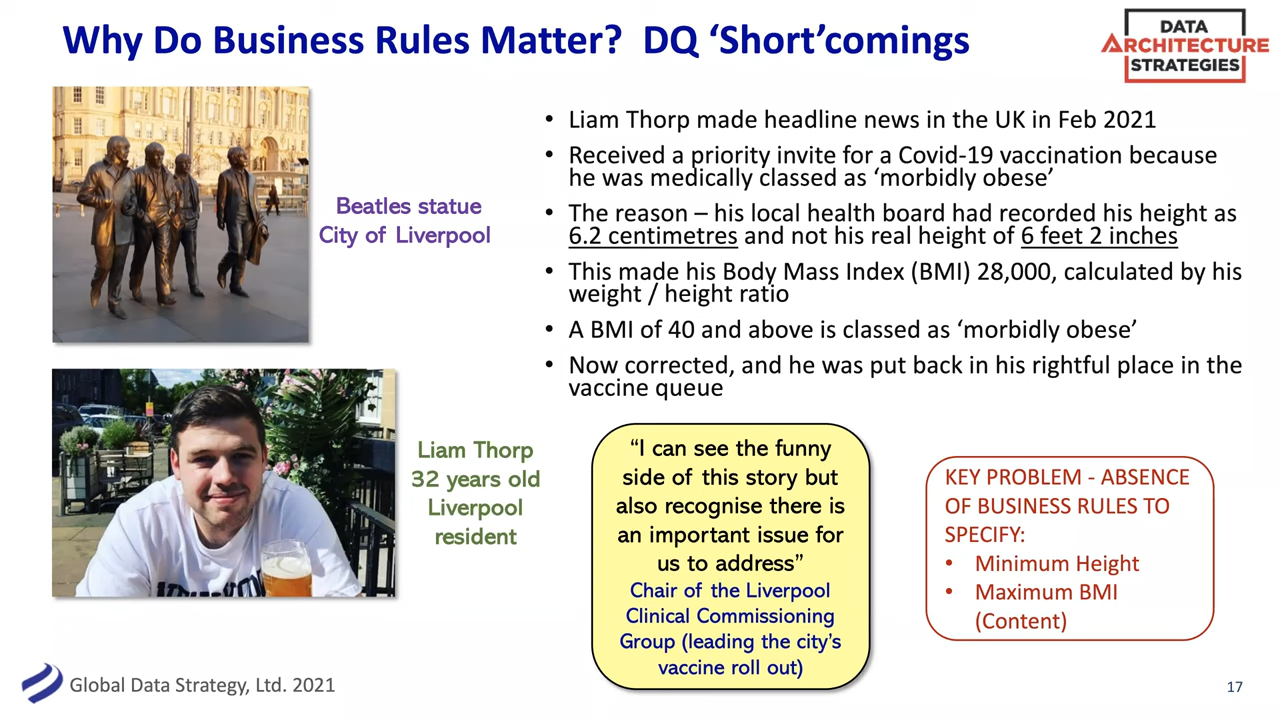 Why Do Business Rules Matter?  DQ ‘Short’comings
DATA
ARCHITECTURE
STRATEGIES
Beatles statue
City of Liverpool
• Liam Thorp made headline news in the UK in Feb 2021
• Received a priority invite for a Covid-19 vaccination because
he was medically classed as ‘morbidly obese’
• The reason – his local health board had recorded his height as
6.2 centimetres and not his real height of 6 feet 2 inches
• This made his Body Mass Index (BMI) 28,000, calculated by his
weight / height ratio
• A BMI of 40 and above is classed as ‘morbidly obese’
• Now corrected, and he was put back in his rightful place in the
vaccine queue
Liam Thorp
32 years old
Liverpool
resident
“I can see the funny
side of this story but
also recognise there is
an important issue for
us to address”
Chair of the Liverpool
Clinical Commissioning
Group (leading the city’s
vaccine roll out)
KEY PROBLEM - ABSENCE
OF BUSINESS RULES TO
SPECIFY:
• Minimum Height
• Maximum BMI
(Content)
Global Data Strategy, Ltd. 2021
17